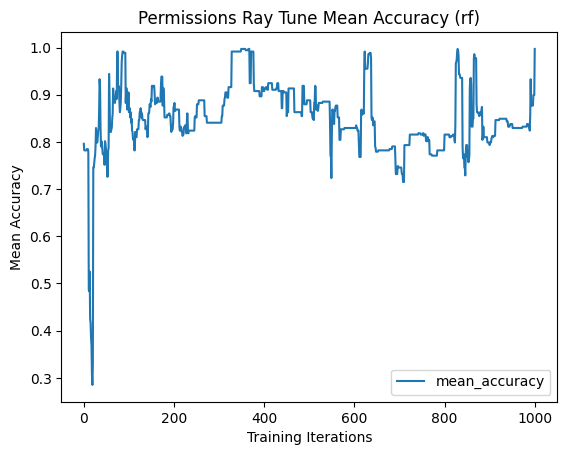 Permissions Ray Tune Mean Accuracy (rf)
1.0
0.9
0.8
0.7
0.6
0.5
0.4
0.3
Mean Accuracy
mean_accuracy
0 200 400 600 800 1000
Training Iterations